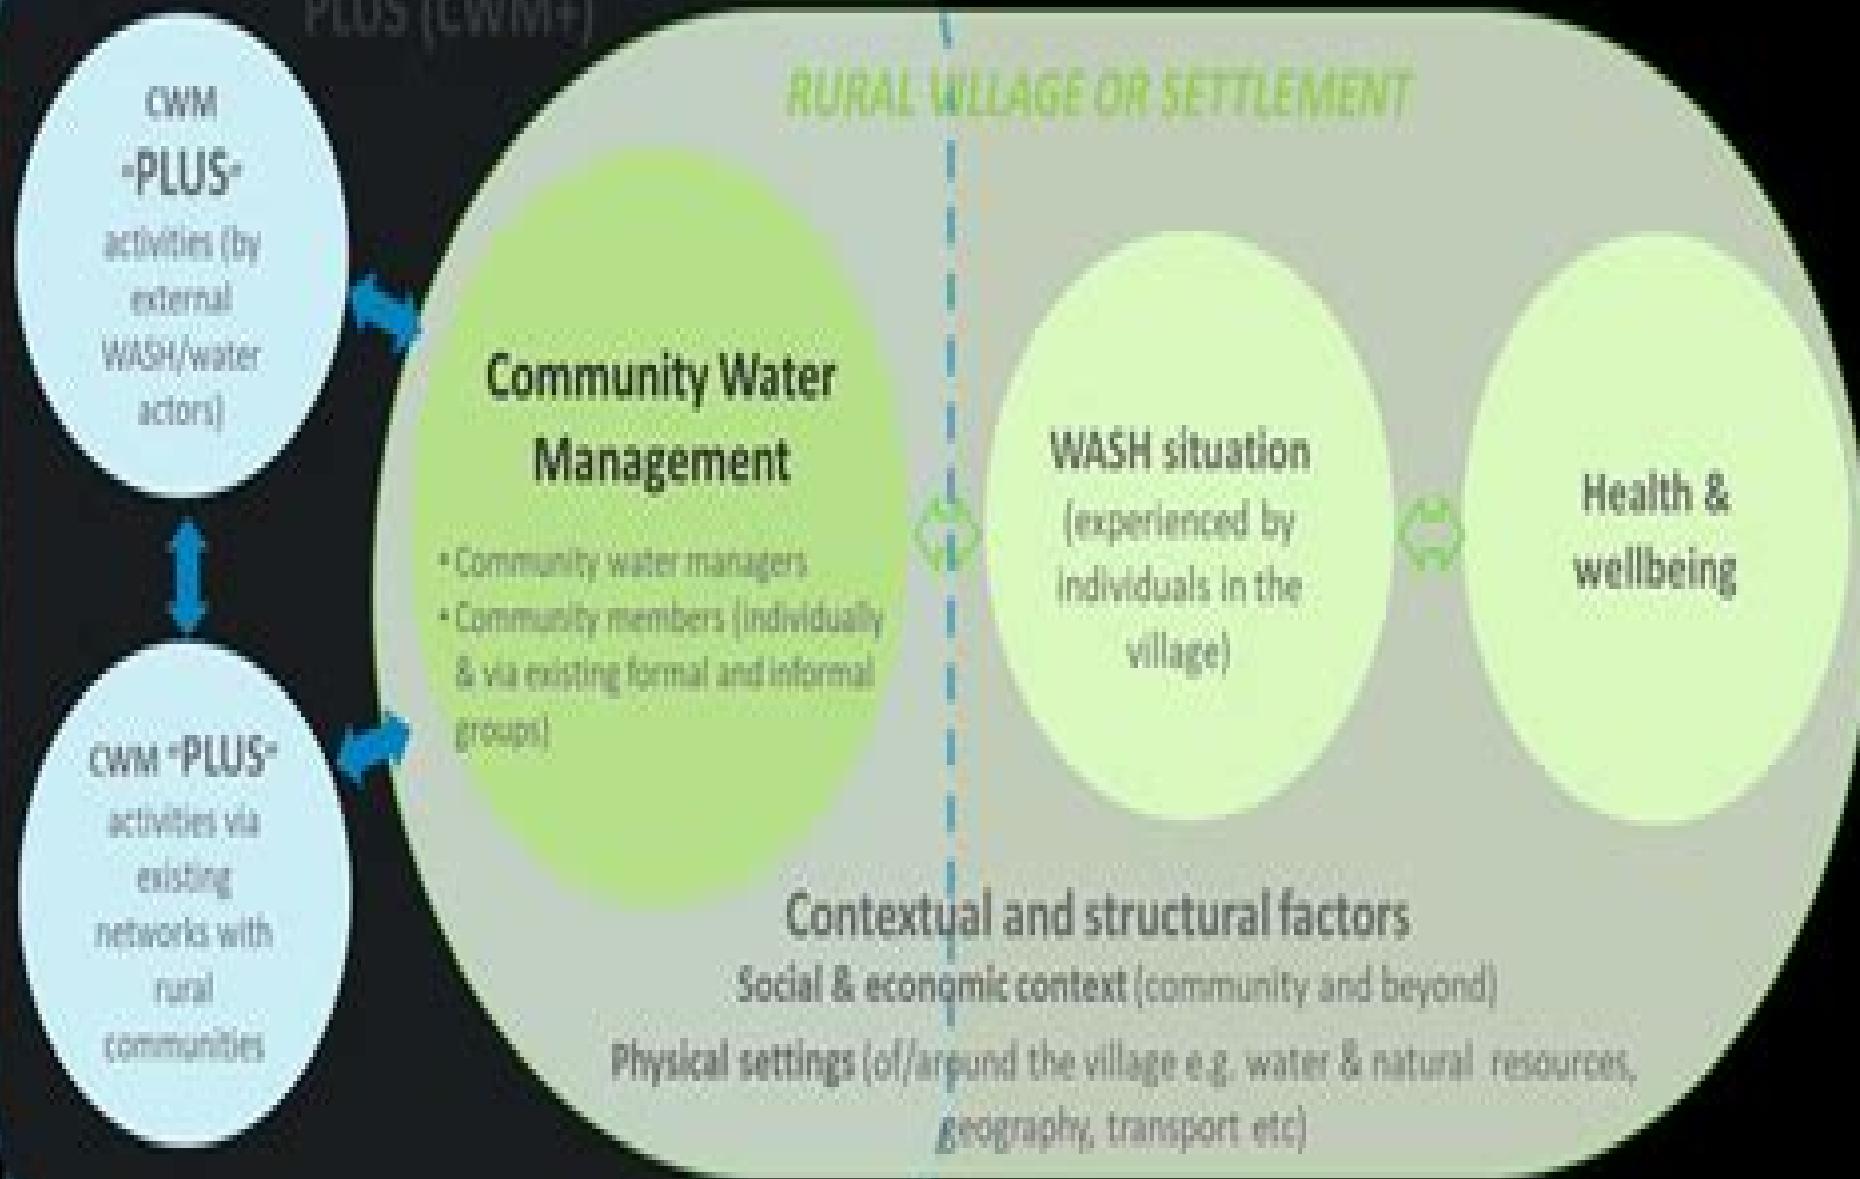 PLUS (CWM+)
CWM
"PLUS"
activities (by
external
WASH/water
actors)
CWM "PLUS"
activities via
existing
networks with
rural
communities
RURAL VILLAGE OR SETTLEMENT
Community Water
Management
• Community water managers
• Community members (individually
& via existing formal and informal
groups)
WASH situation
(experienced by
individuals in the
village)
Health &
wellbeing
Contextual and structural factors
Social & economic context (community and beyond)
Physical settings (of/around the village e.g. water & natural resources,
geography, transport etc)